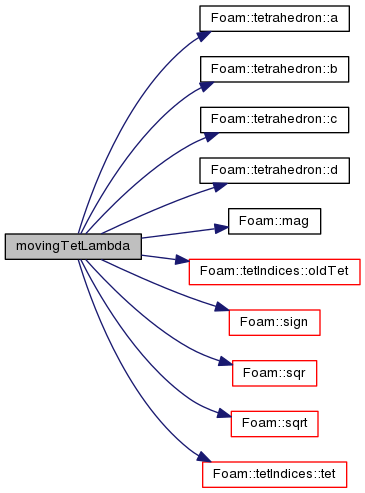 Foam::tetrahedron::a
Foam::tetrahedron::b
Foam::tetrahedron::c
Foam::tetrahedron::d
movingTetLambda
Foam::mag
Foam::tetIndices::oldTet
Foam::sign
Foam::sqr
Foam::sqrt
Foam::tetIndices::tet